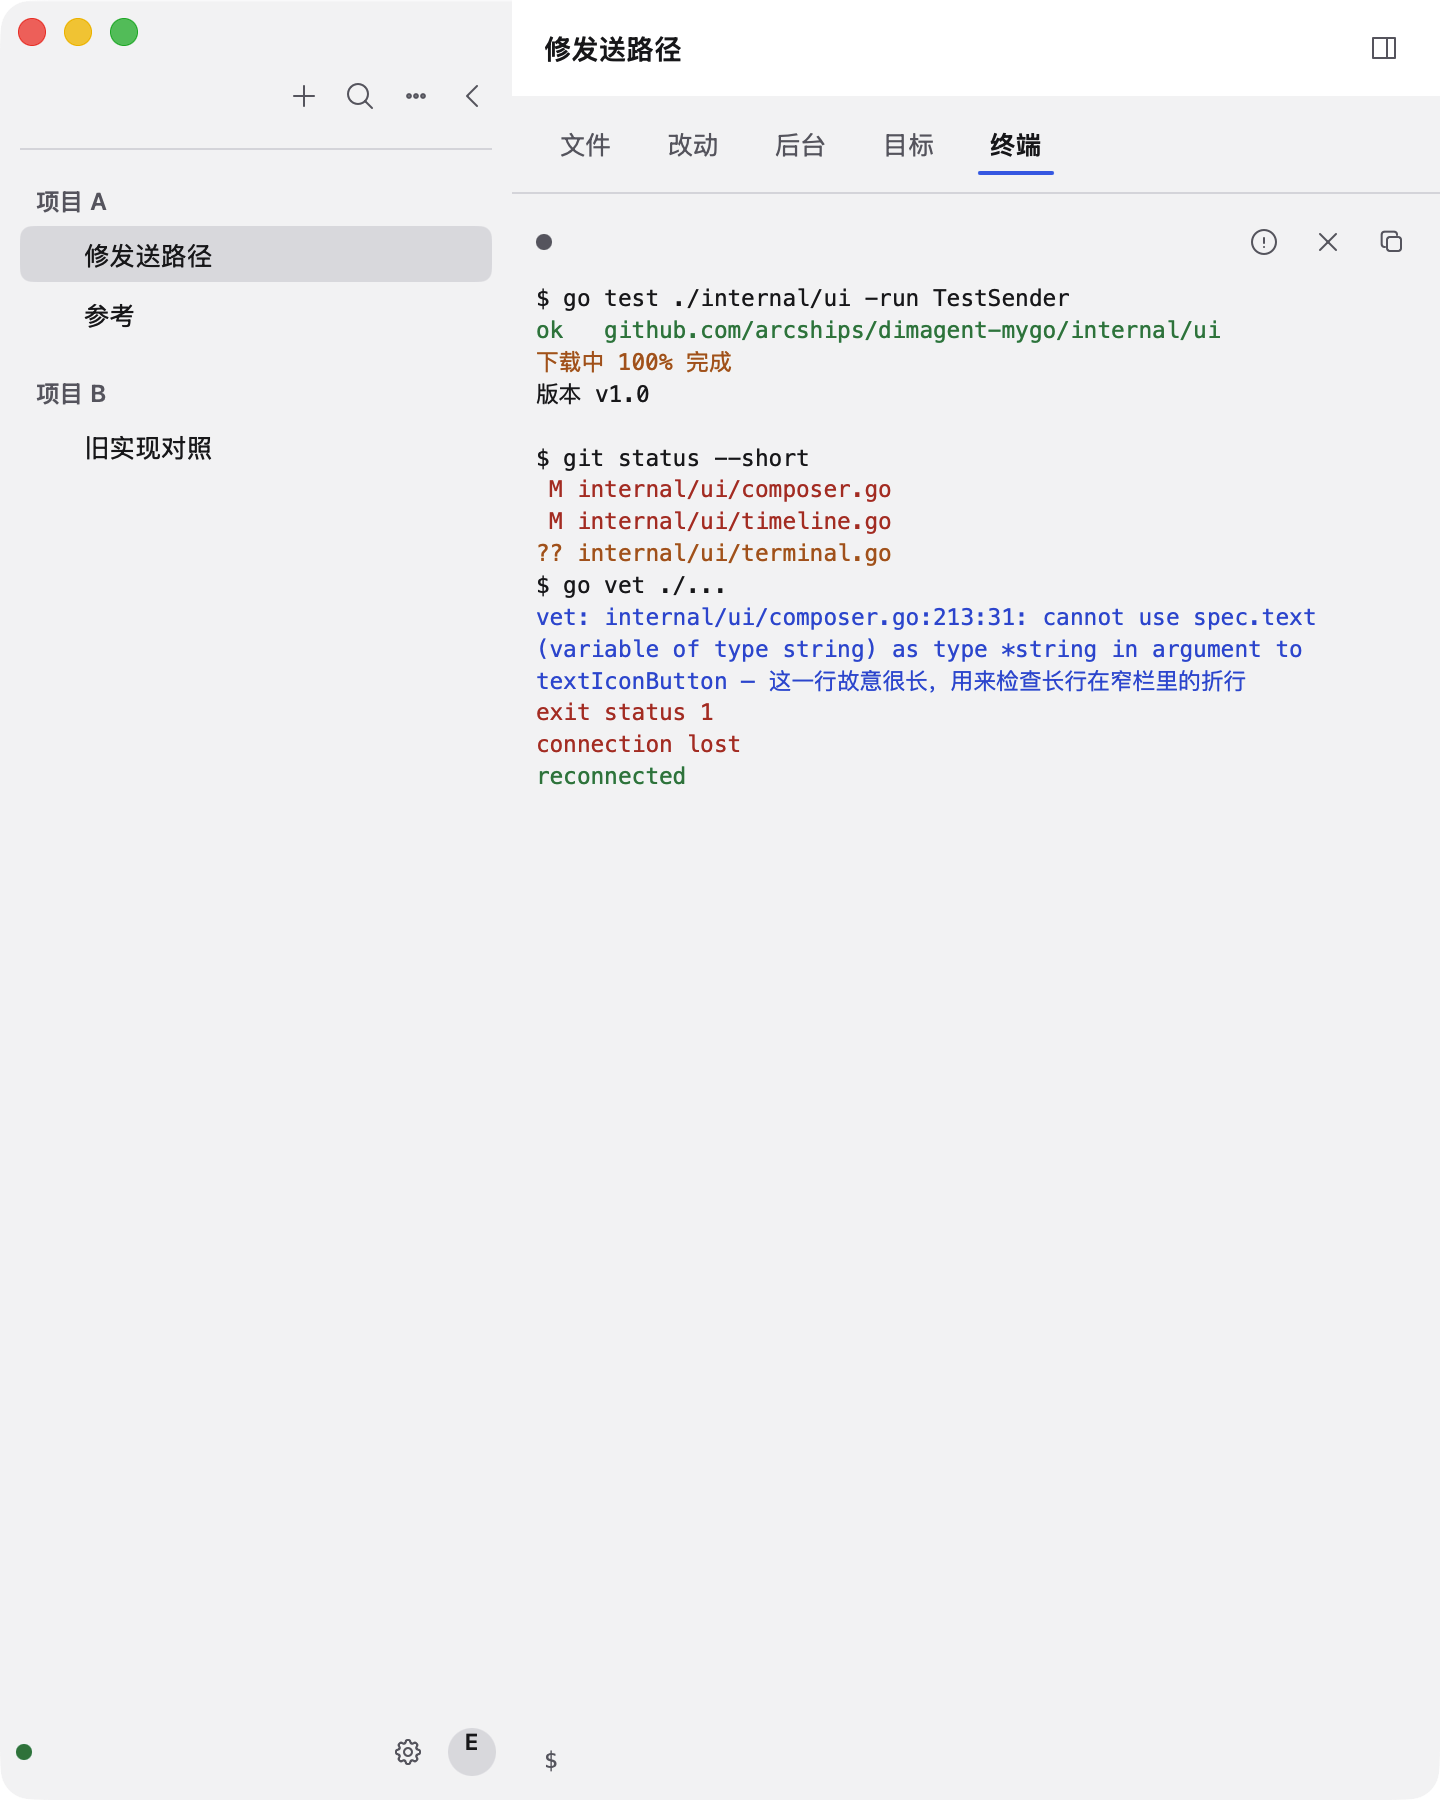 修发送路径
文件 改动 后台 目标 终端
项目 A
修发送路径
参考
项目 B
旧实现对照
$ go test ./internal/ui -run TestSender
ok   github.com/arcships/dimagent-mygo/internal/ui
下载中 100% 完成
版本 v1.0
$ git status --short
 M internal/ui/composer.go
 M internal/ui/timeline.go
?? internal/ui/terminal.go
$ go vet ./...
vet: internal/ui/composer.go:213:31: cannot use spec.text
(variable of type string) as type *string in argument to
textIconButton — 这一行故意很长，用来检查长行在窄栏里的折行
exit status 1
connection lost
reconnected
E
$